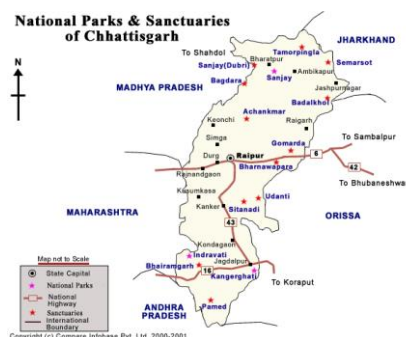 National Parks & Sanctuaries
of Chhattisgarh
JHARKHAND
Tamorpingla
To Shahdol
Bharatpur
Semarsot
Sanjay(Dubri)
Sanjay
Ambikapur
N
Bagdara
Jashpurnagar
MADHYA PRADESH
Badalkhol
Achankmar
Keonchi
Raigarh
Simga
Gomarda
To Sambalpur
Durg
Raipur
6
Rajnandgaon
Bharnawapara
42
To Bhubaneshwar
Kusumkasa
Udanti
MAHARASHTRA
Kanker
Sitanadi
ORISSA
43
Kondagaon
Map not to Scale
Indravati
State Capital
Bhairamgarh
Jagdalpur
National Parks
16
Kangerghati
To Koraput
National
Highway
Sanctuaries
ANDHRA
PRADESH
International
Boundary
Pamed
Copyright (c) Compare Infobase Pvt. Ltd. 2000-2001